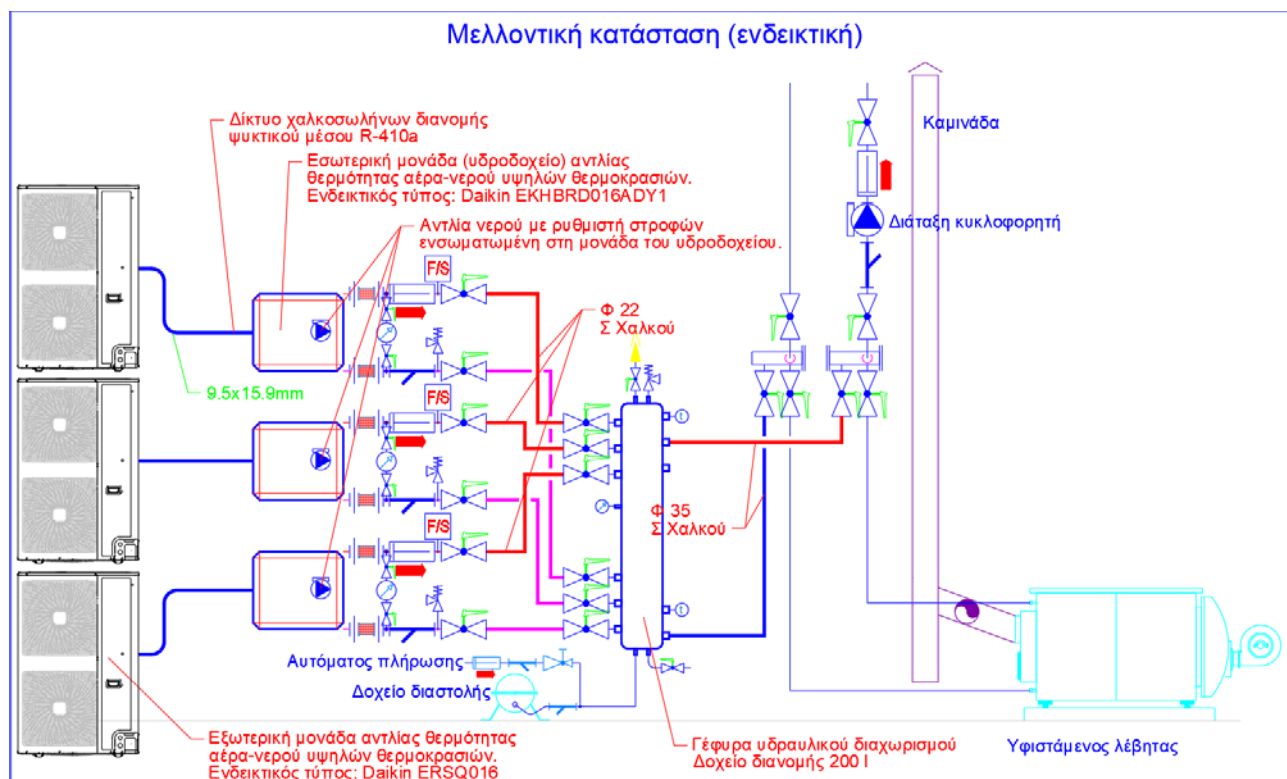 Μελλοντική κατάσταση (ενδεικτική)
Δίκτυο χαλκοσωλήνων διανομής
ψυκτικού μέσου R-410a
Εσωτερική μονάδα (υδροδοχείο) αντλίας
θερμότητας αέρα-νερού υψηλών θερμοκρασιών.
Ενδεικτικός τύπος: Daikin EKHBRD016ADY1
Αντλία νερού με ρυθμιστή στροφών
ενσωματωμένη στη μονάδα του υδροδοχείου.
Καμινάδα
Διάταξη κυκλοφορητή
F/S
Φ 22
Σ Χαλκού
9.5x15.9mm
F/S
t
Φ 35
Σ Χαλκού
F/S
t
Αυτόματος πλήρωσης
Δοχείο διαστολής
Εξωτερική μονάδα αντλίας θερμότητας
αέρα-νερού υψηλών θερμοκρασιών.
Ενδεικτικός τύπος: Daikin ERSQ016
Γέφυρα υδραυλικού διαχωρισμού
Δοχείο διανομής 200 l
Υφιστάμενος λέβητας